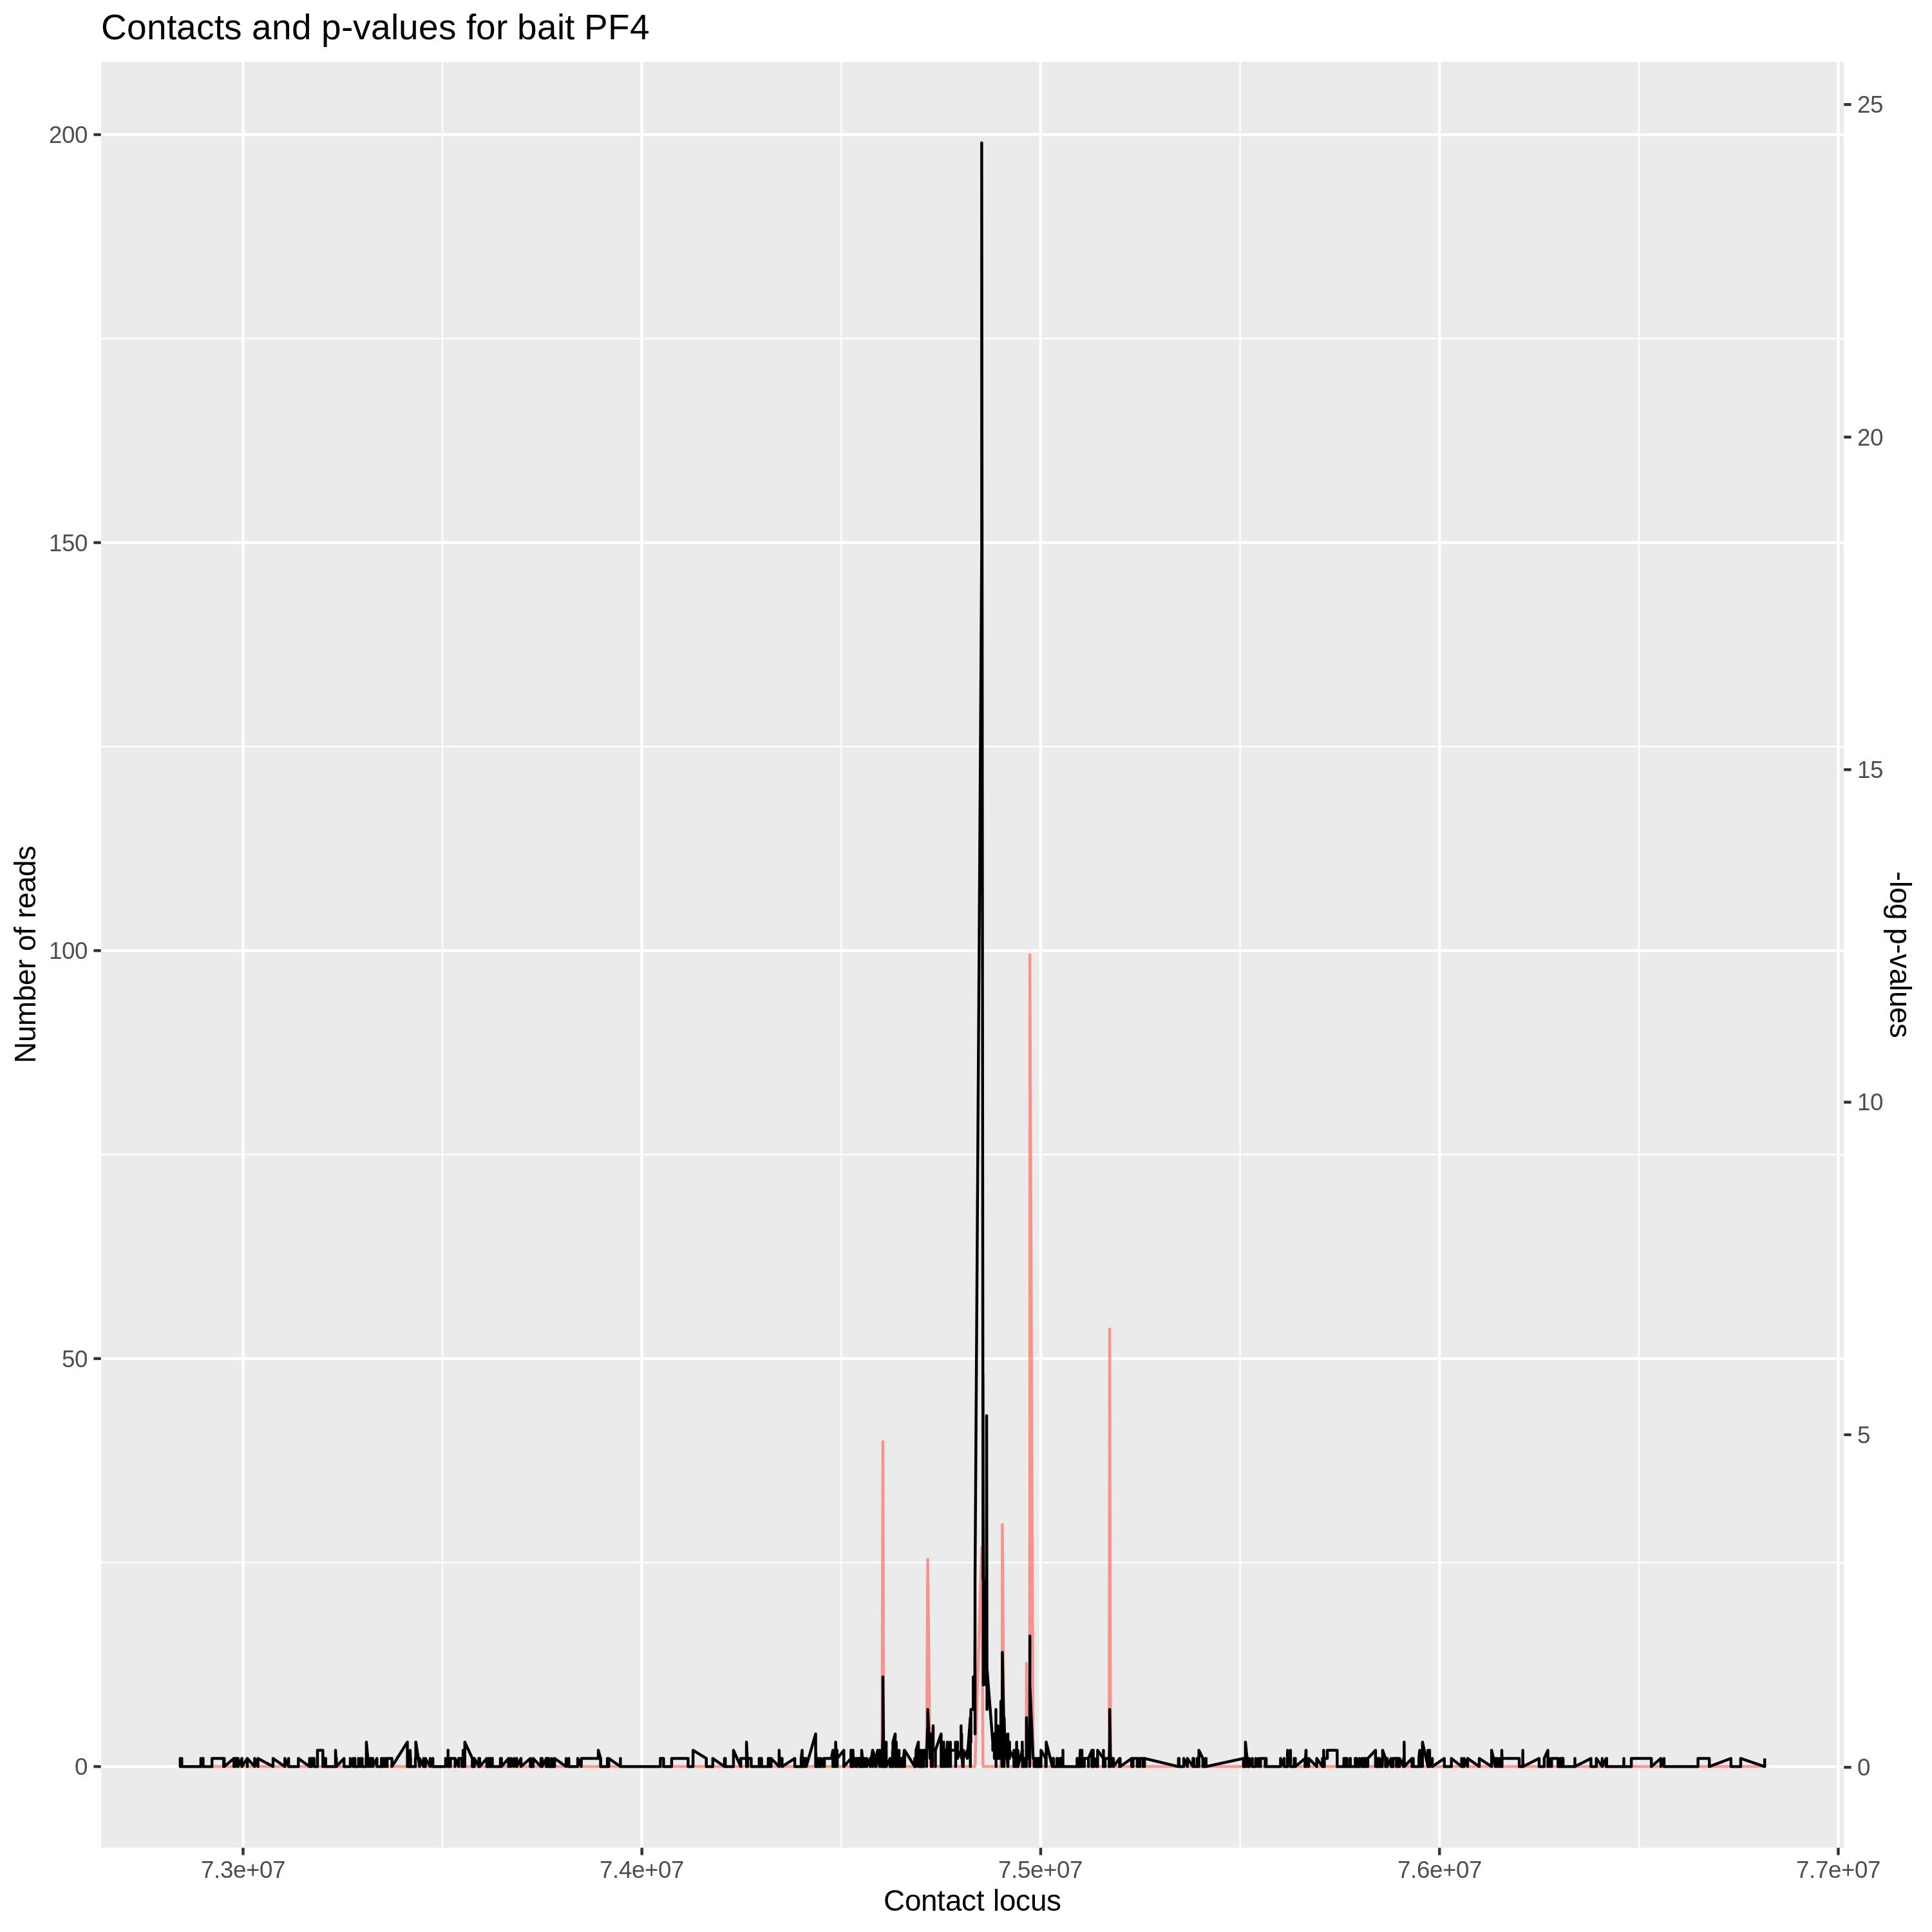 Contacts and p-values for bait PF4
200
150
100
50
0
Number of reads
25
20
15
10
5
0
-log p-values
7.3e+07
7.4e+07
7.5e+07
7.6e+07
7.7e+07
Contact locus